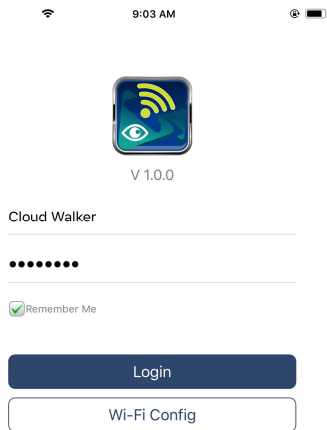 9:03 AM
V 1.0.0
Cloud Walker
●●●●●●●●
Remember Me
Login
Wi-Fi Config